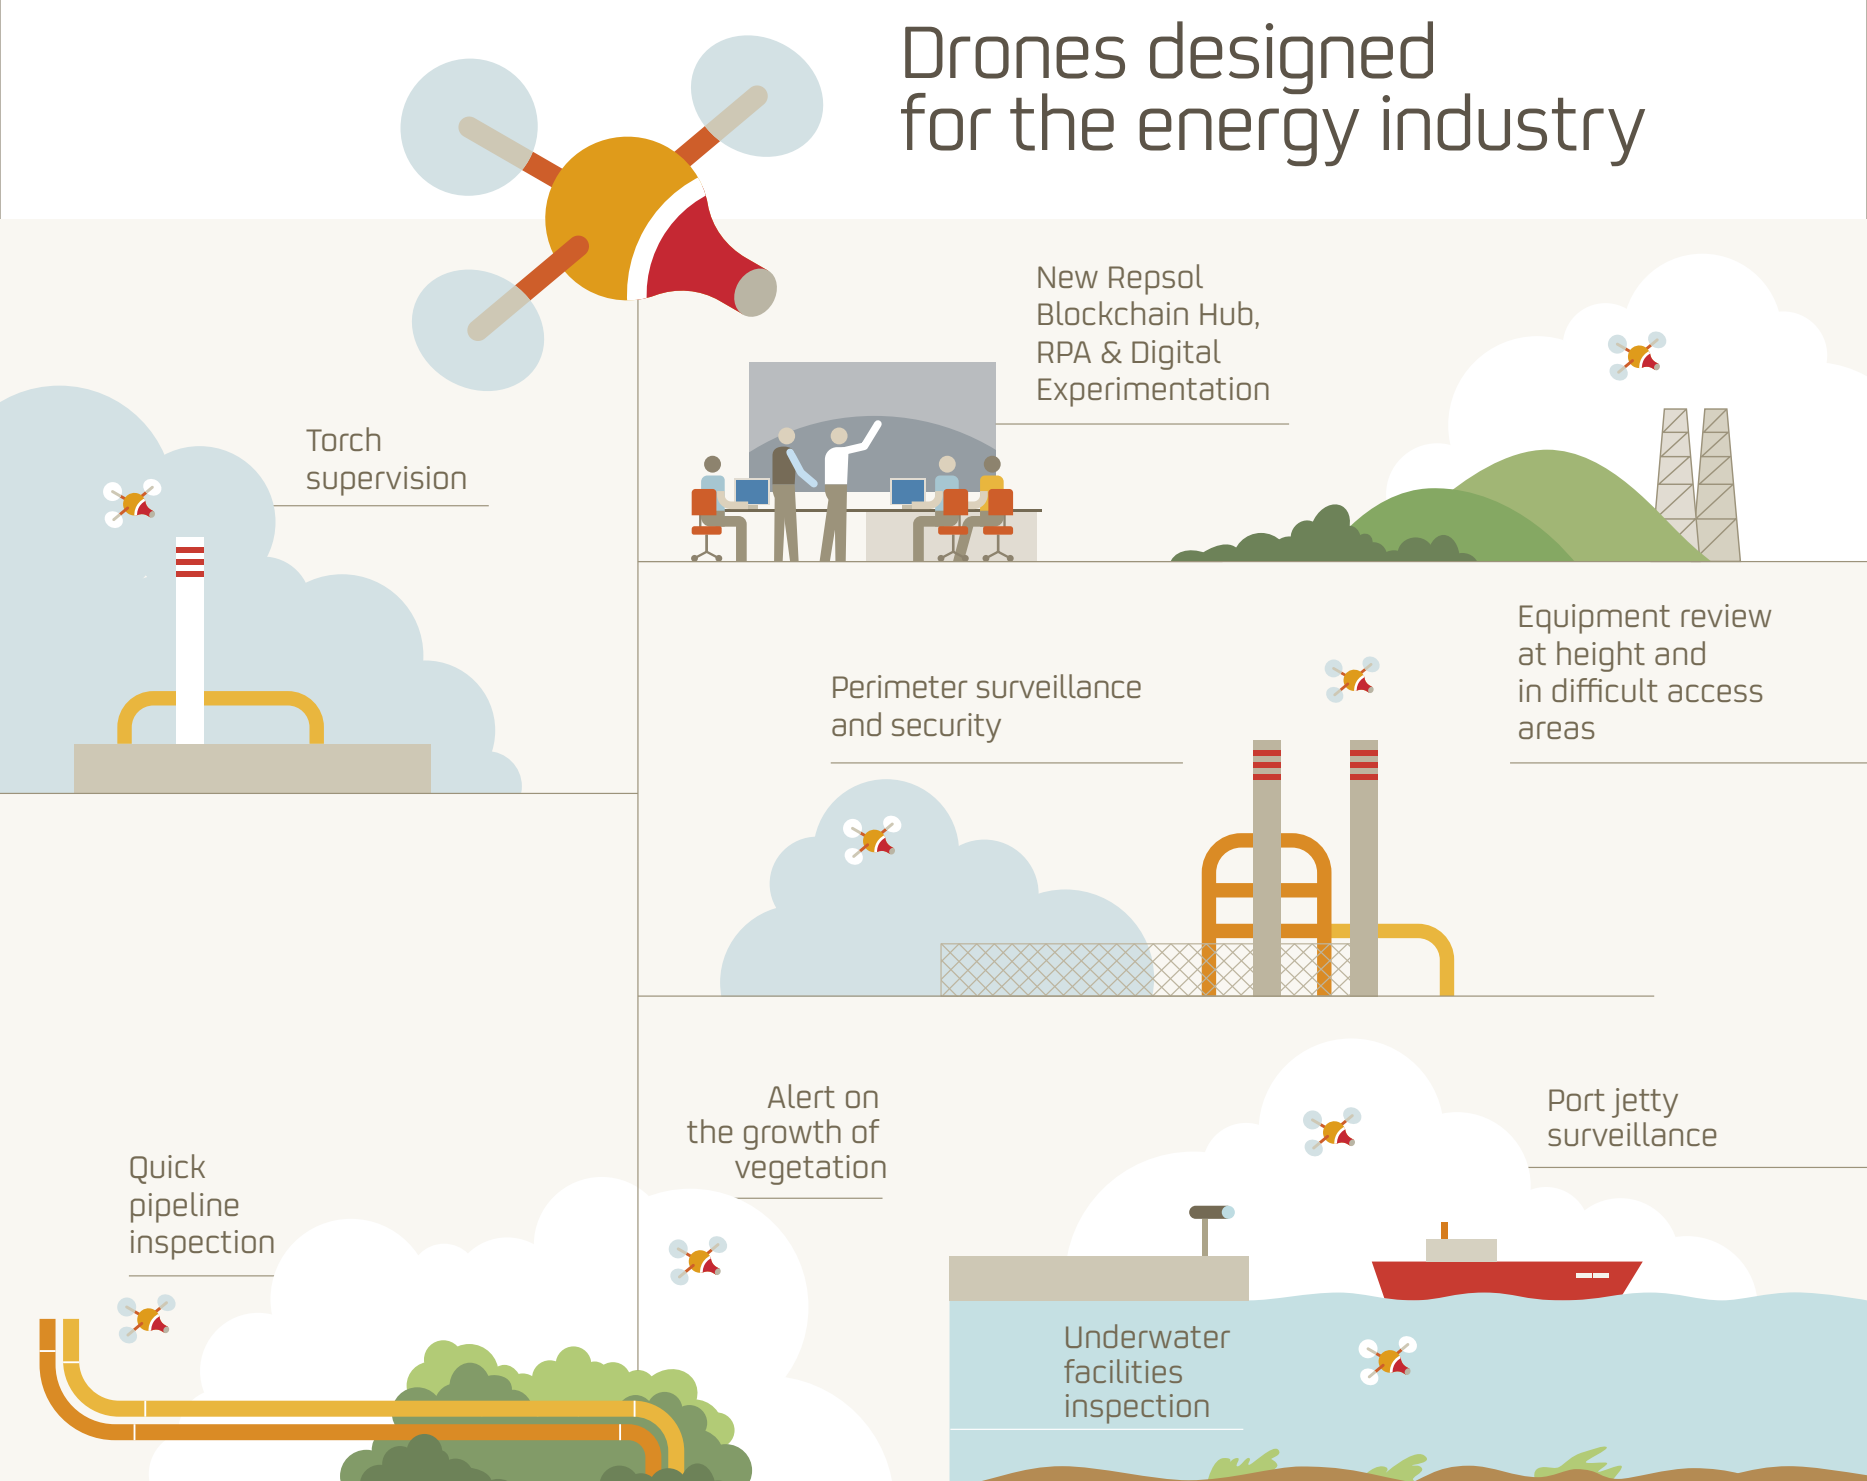 Drones designed
for the energy industry
New Repsol
Blockchain Hub,
RPA & Digital
Experimentation
Torch
supervision
Equipment review
at height and
in difficult access
areas
Perimeter surveillance
and security
Alert on
the growth of
vegetation
Port jetty
surveillance
Quick
pipeline
inspection
Underwater
facilities
inspection